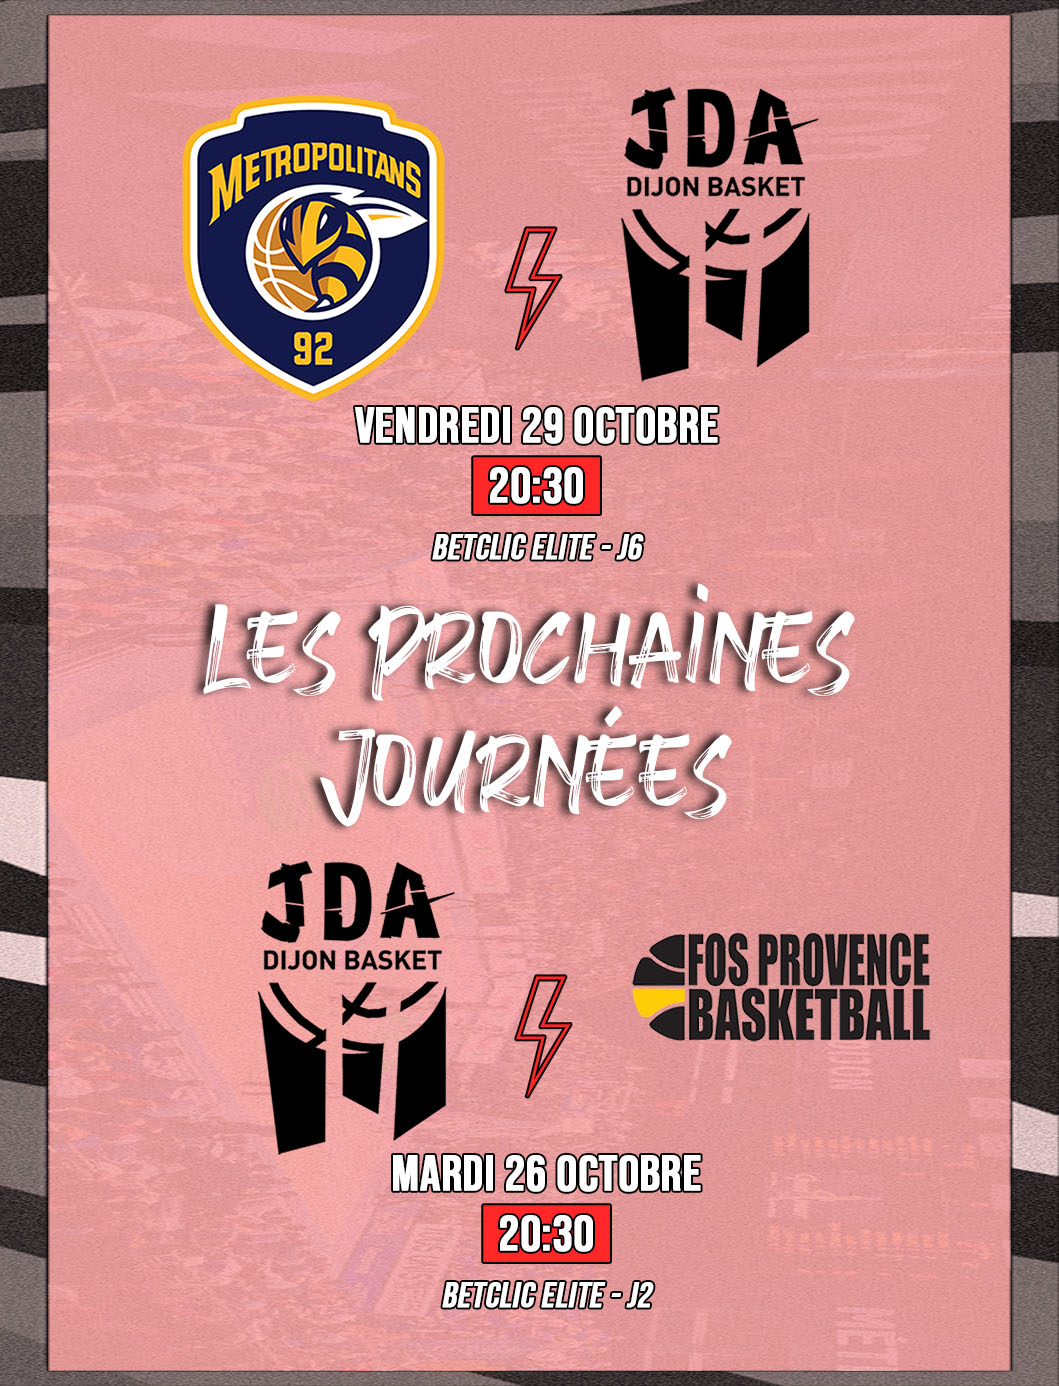 METROPOLITANS
92
JDA
DIJON BASKET
VENDREDI 29 OCTOBRE
20:30
BETCLIC ELITE - J6
LES PROCHAINES
JOURNÉES
JDA
DIJON BASKET
FOS PROVENCE
BASKETBALL
MARDI 26 OCTOBRE
20:30
BETCLIC ELITE - J2